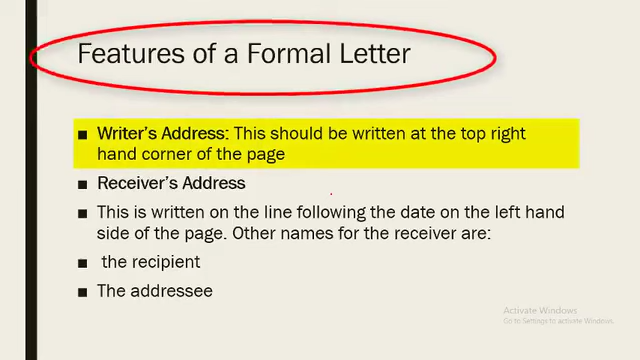 Features of a Formal Letter
■ Writer's Address: This should be written at the top right
hand corner of the page
■ Receiver's Address
■ This is written on the line following the date on the left hand
side of the page. Other names for the receiver are:
■ the recipient
■ The addressee
Activate Windows
Go to Settings to activate Windows.